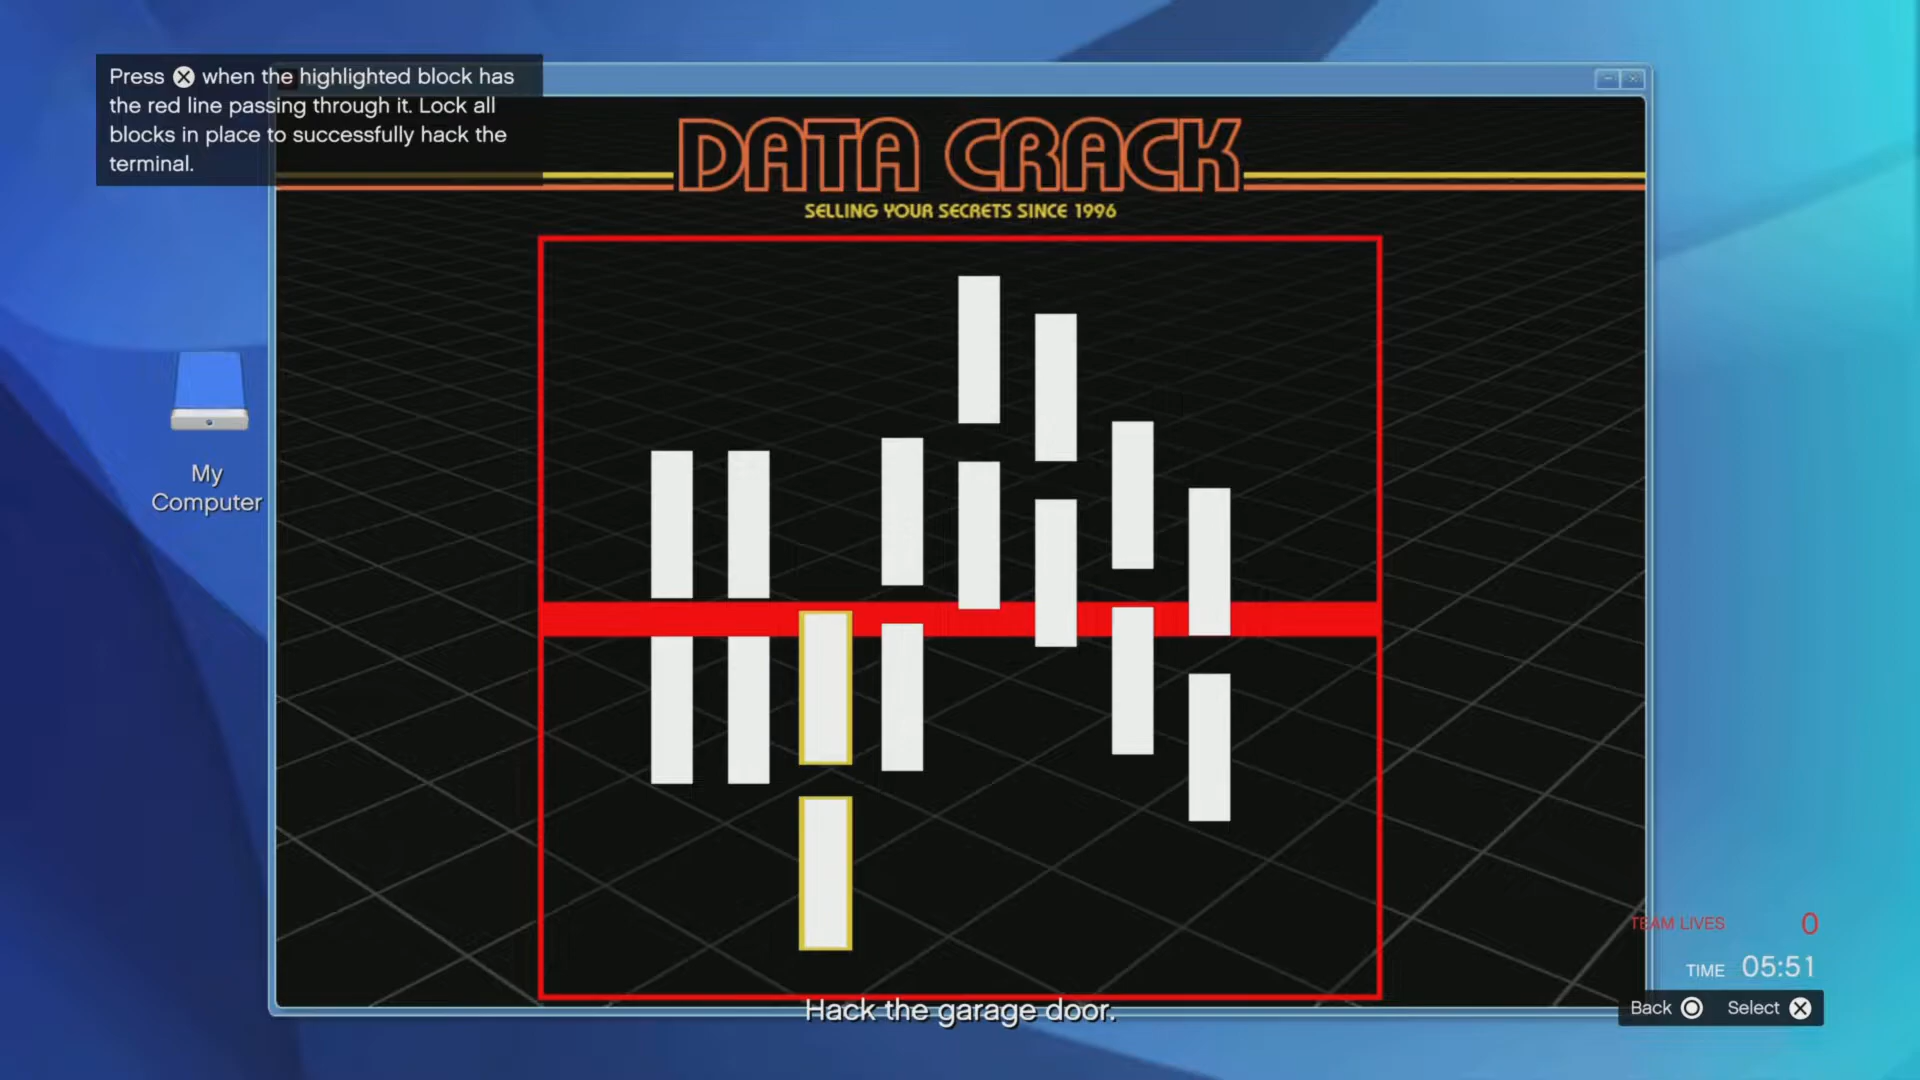 Press ⓧ when the highlighted block has
the red line passing through it. Lock all
blocks in place to successfully hack the
terminal.
DATA CRACK
SELLING YOUR SECRETS SINCE 1996
My
Computer
TEAM LIVES 0
TIME 05:51
Hack the garage door.
Back Select